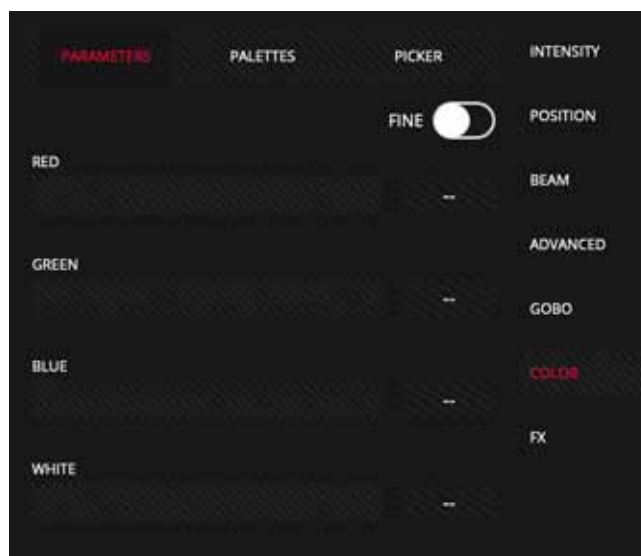 PARAMETERS PALETTES PICKER
FINE
RED
--
GREEN
--
BLUE
--
WHITE
--
INTENSITY
POSITION
BEAM
ADVANCED
GOBO
COLOR
FX